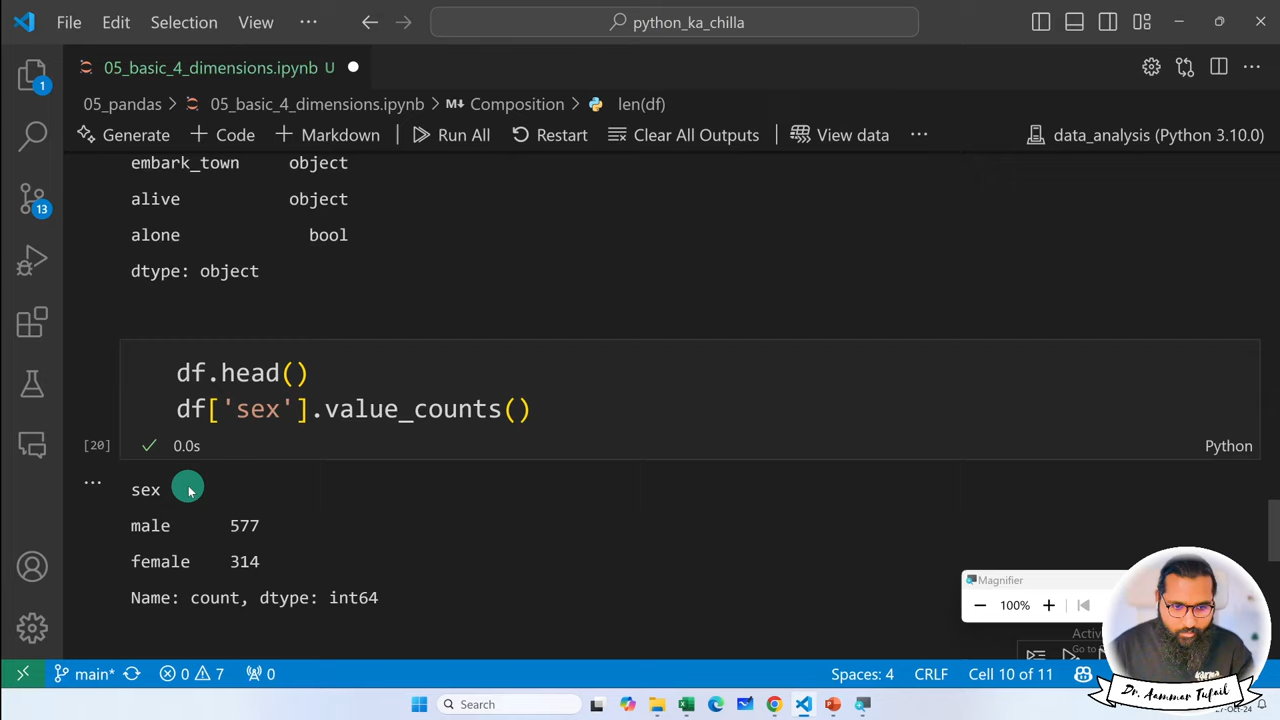 File Edit Selection View ··· python_ka_chilla
05_basic_4_dimensions.ipynb U
05_pandas > 05_basic_4_dimensions.ipynb > M↓ Composition > len(df)
Generate + Code + Markdown Run All Restart Clear All Outputs View data ··· data_analysis (Python 3.10.0)
1
13
embark_town object
alive object
alone bool
dtype: object
df.head()
df['sex'].value_counts()
[20] 0.0s Python
sex
male 577
female 314
Name: count, dtype: int64
Magnifier
100%
Dr. Aammar Tufail
main* 0 7 0 Spaces: 4 CRLF Cell 10 of 11
Search